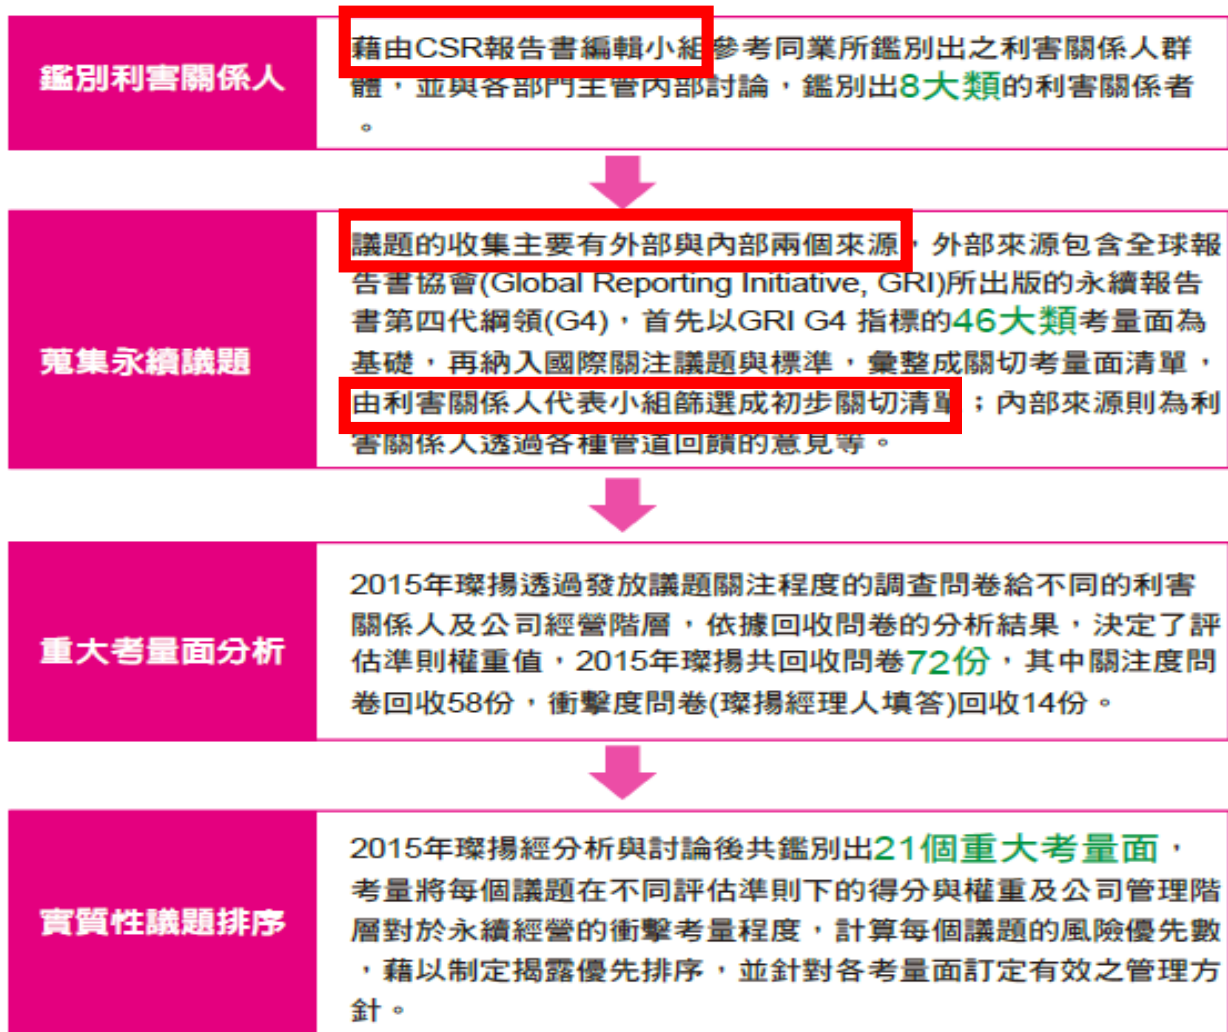 鑑別利害關係人
藉由CSR報告書編輯小組參考同業所鑑別出之利害關係人群
體，並與各部門主管內部討論，鑑別出8大類的利害關係者
。
蒐集永續議題
議題的收集主要有外部與內部兩個來源，外部來源包含全球報
告書協會(Global Reporting Initiative, GRI)所出版的永續報告
書第四代綱領(G4)，首先以GRI G4 指標的46大類考量面為
基礎，再納入國際關注議題與標準，彙整成關切考量面清單，
由利害關係人代表小組篩選成初步關切清單；內部來源則為利
害關係人透過各種管道回饋的意見等。
重大考量面分析
2015年璨揚透過發放議題關注程度的調查問卷給不同的利害
關係人及公司經營階層，依據回收問卷的分析結果，決定了評
估準則權重值，2015年璨揚共回收問卷72份，其中關注度問
卷回收58份，衝擊度問卷(璨揚經理人填答)回收14份。
實質性議題排序
2015年璨揚經分析與討論後共鑑別出21個重大考量面，
考量將每個議題在不同評估準則下的得分與權重及公司管理階
層對於永續經營的衝擊考量程度，計算每個議題的風險優先數
，藉以制定揭露優先排序，並針對各考量面訂定有效之管理方
針。